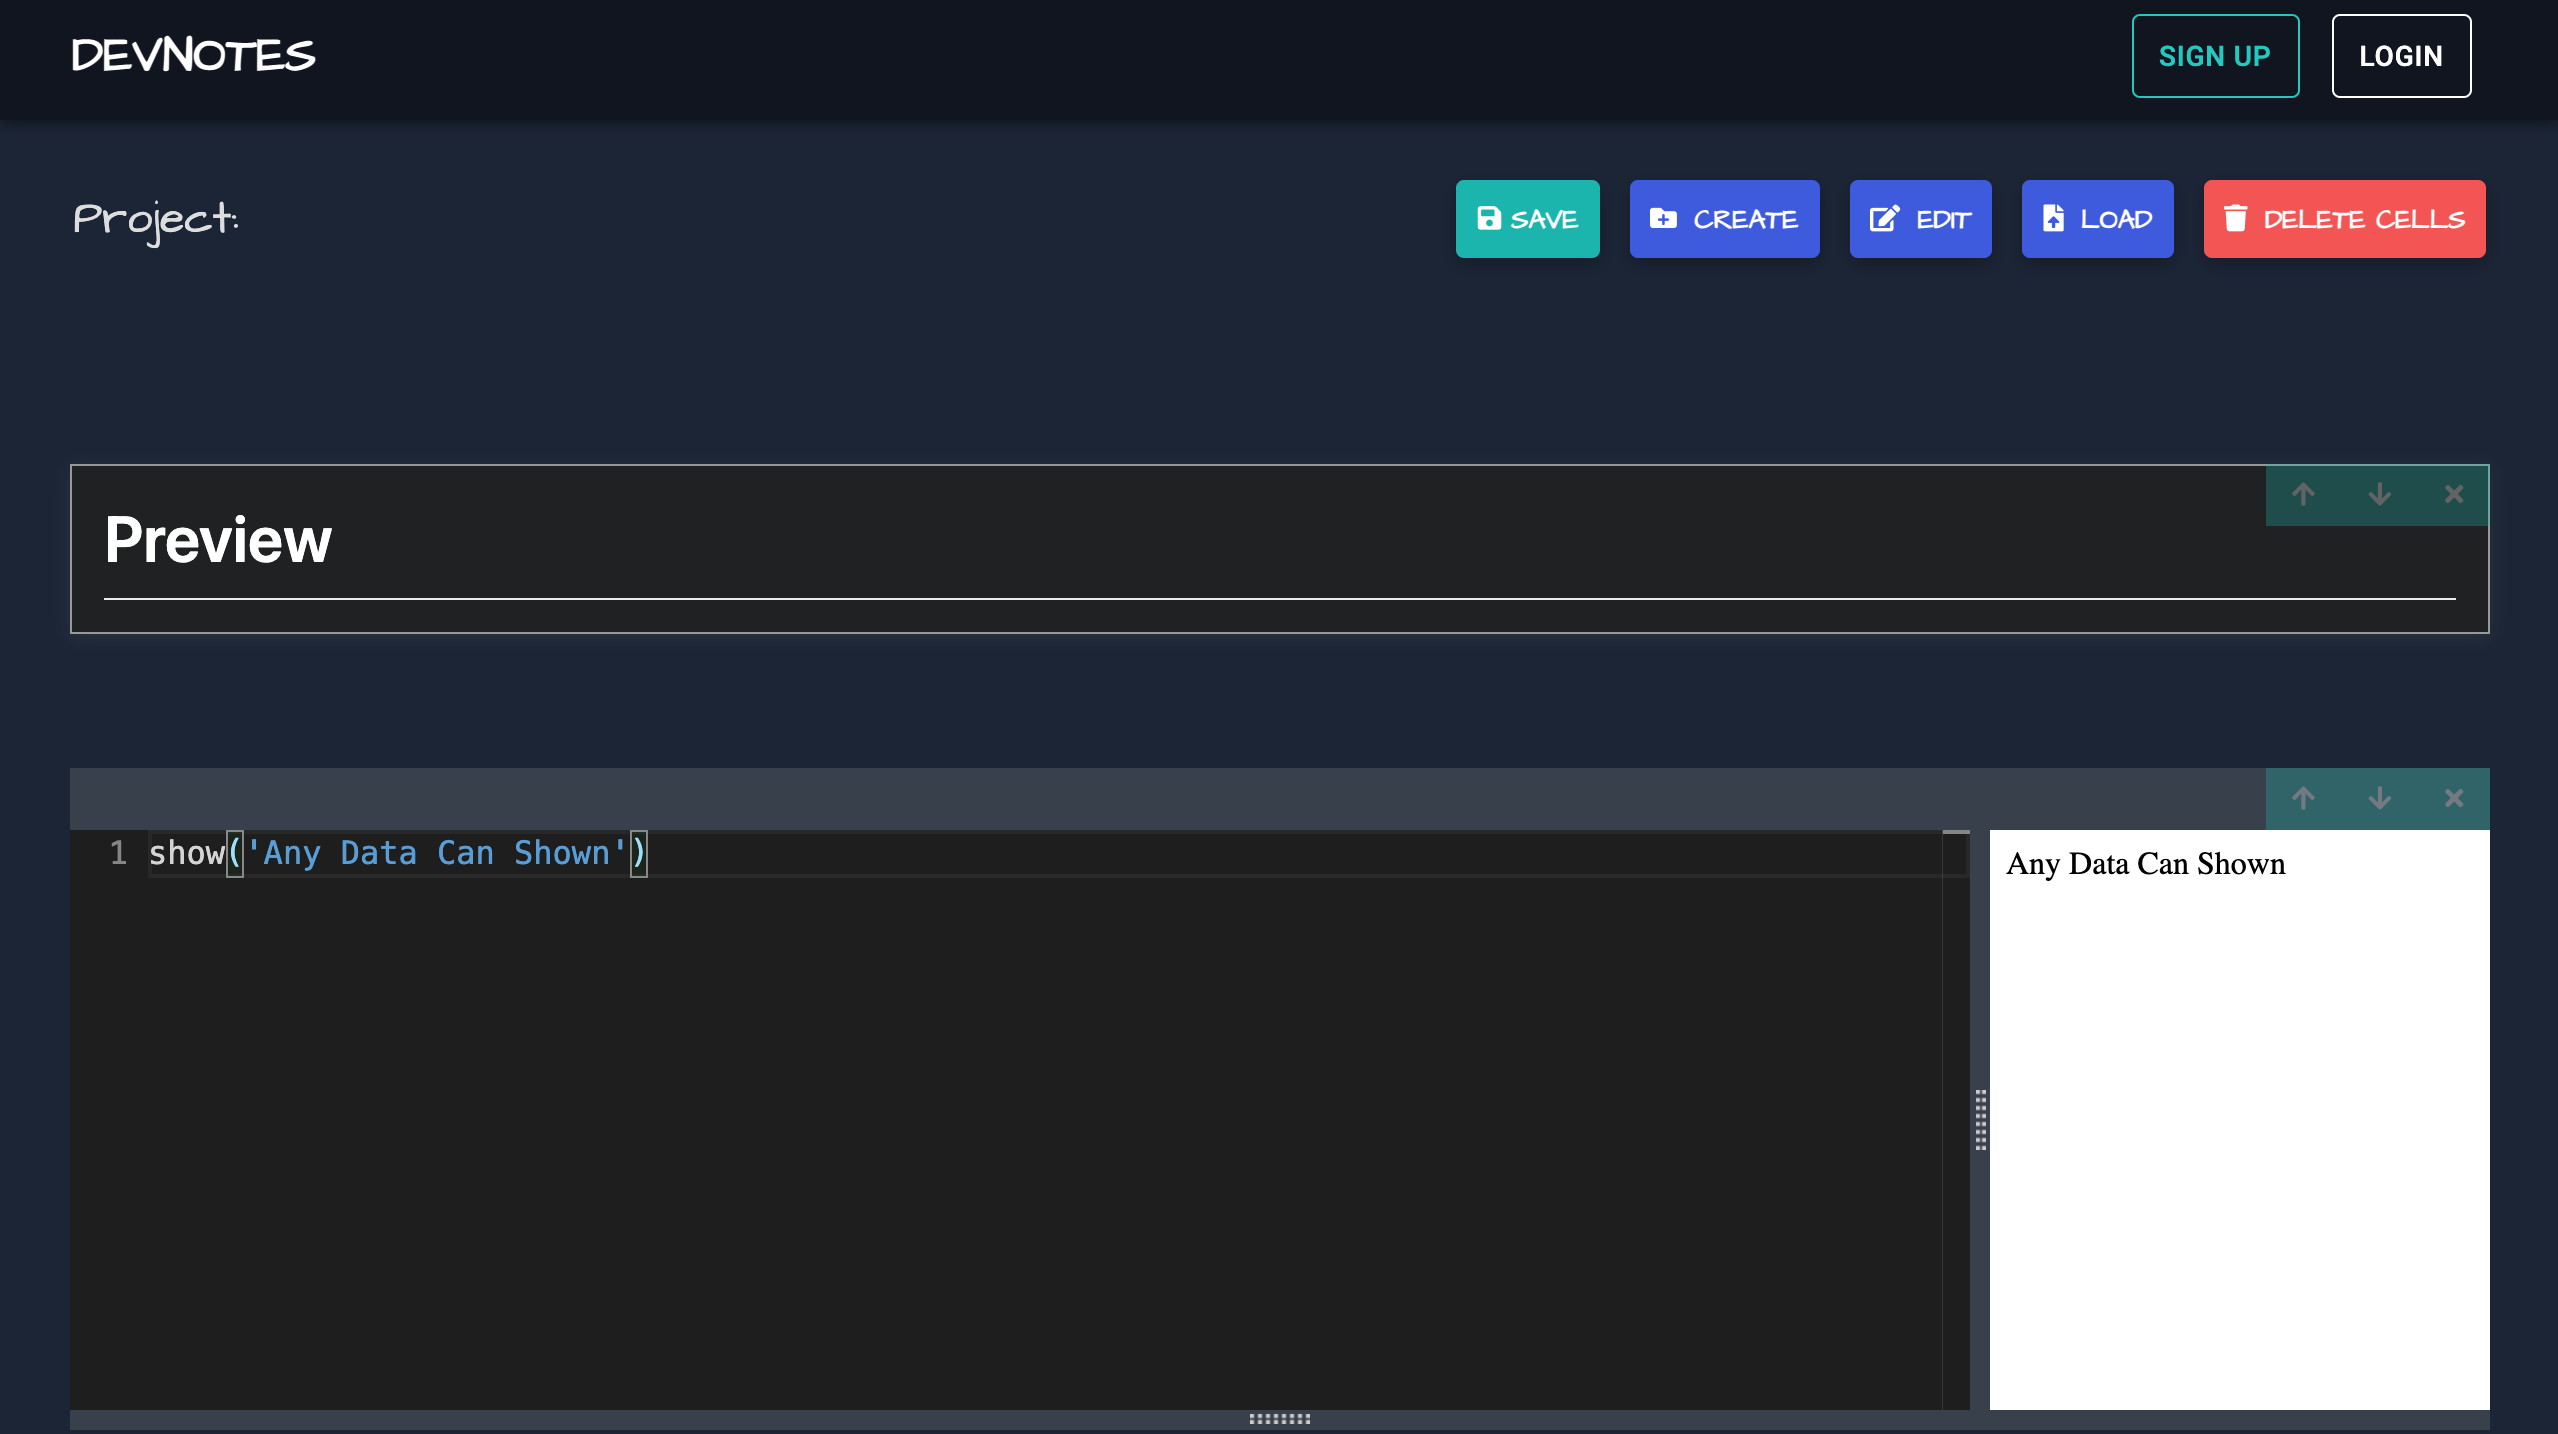 DEVNOTES
SIGN UP
LOGIN
Project:
SAVE
CREATE
EDIT
LOAD
DELETE CELLS
Preview
1 show('Any Data Can Shown')
Any Data Can Shown